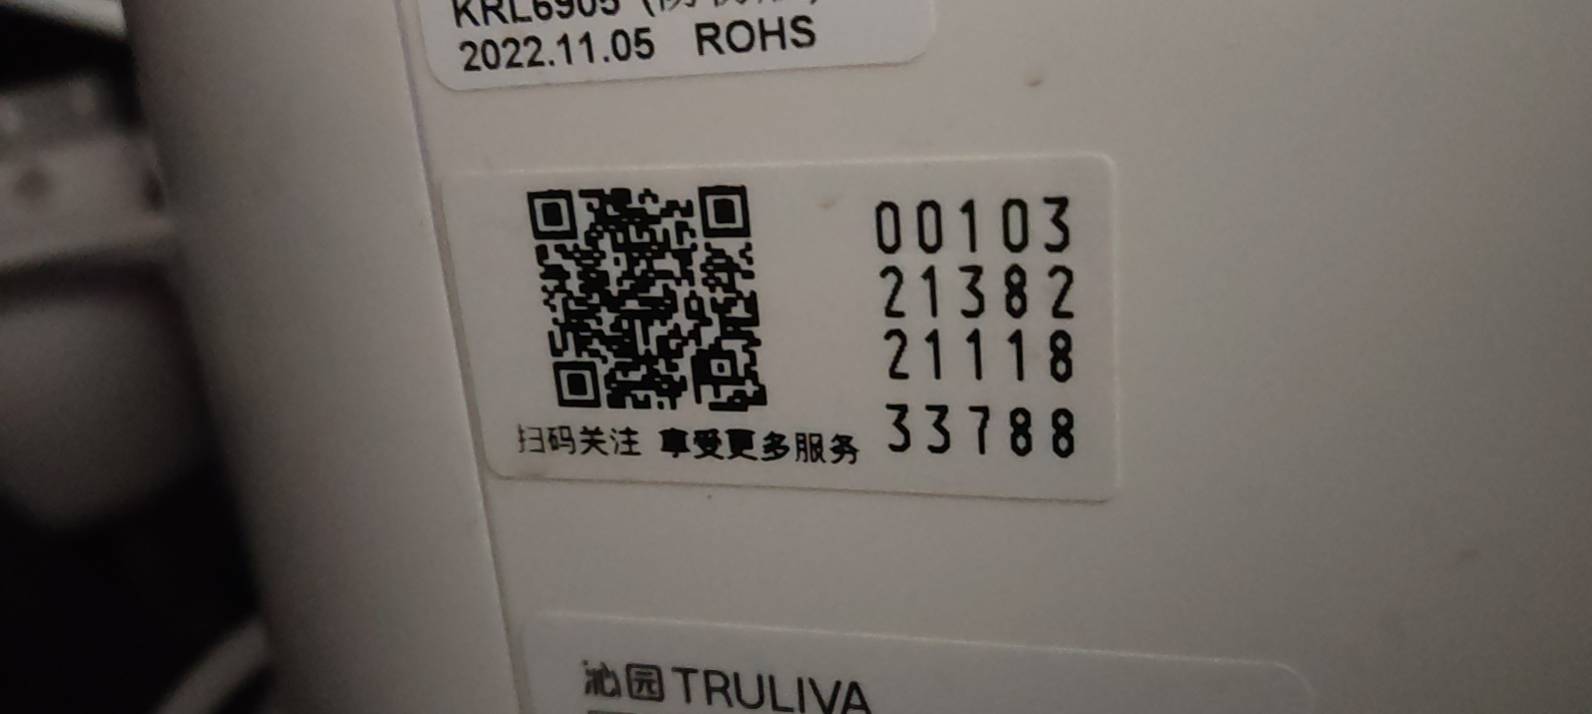 KRL6905
2022.11.05 ROHS
00103
21382
21118
33788
扫码关注 享受更多服务
沁园 TRULIVA